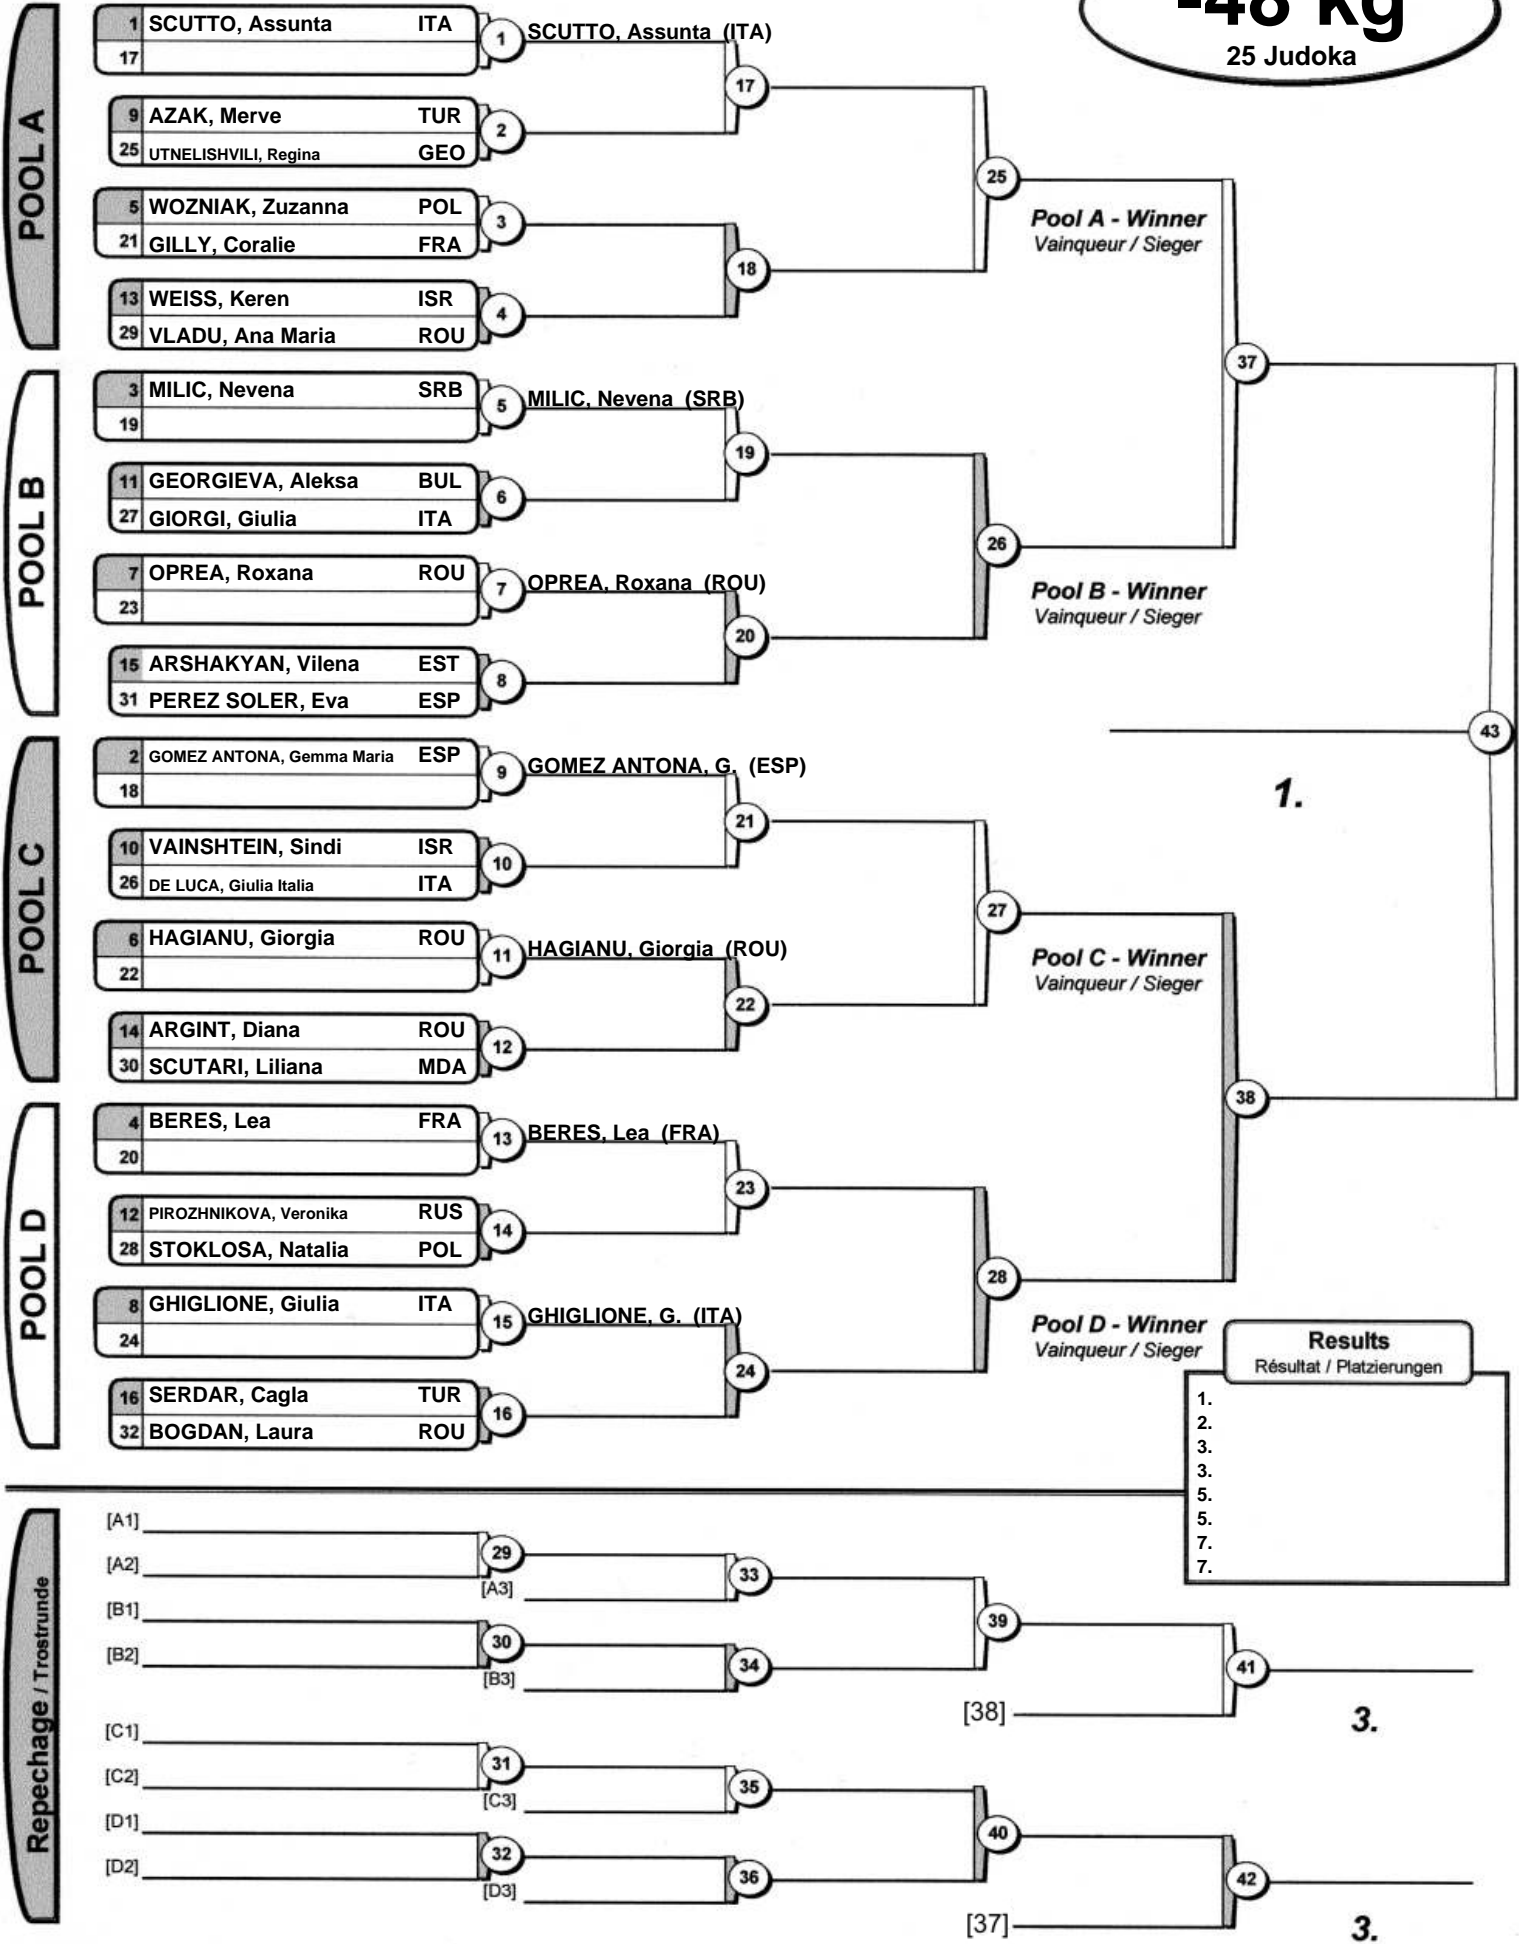 -48 kg
25 Judoka
POOL A
1 SCUTTO, Assunta ITA
17
1 SCUTTO, Assunta (ITA)
9 AZAK, Merve TUR
25 UTNELISHVILI, Regina GEO
2
17
5 WOZNIAK, Zuzanna POL
21 GILLY, Coralie FRA
3
13 WEISS, Keren ISR
29 VLADU, Ana Maria ROU
4
18
25
Pool A - Winner
Vainqueur / Sieger
POOL B
3 MILIC, Nevena SRB
19
5 MILIC, Nevena (SRB)
11 GEORGIEVA, Aleksa BUL
27 GIORGI, Giulia ITA
6
19
7 OPREA, Roxana ROU
23
7 OPREA, Roxana (ROU)
15 ARSHAKYAN, Vilena EST
31 PEREZ SOLER, Eva ESP
8
20
26
Pool B - Winner
Vainqueur / Sieger
37
POOL C
2 GOMEZ ANTONA, Gemma Maria ESP
18
9 GOMEZ ANTONA, G. (ESP)
10 VAINSHTEIN, Sindi ISR
26 DE LUCA, Giulia Italia ITA
10
21
6 HAGIANU, Giorgia ROU
22
11 HAGIANU, Giorgia (ROU)
14 ARGINT, Diana ROU
30 SCUTARI, Liliana MDA
12
22
27
Pool C - Winner
Vainqueur / Sieger
POOL D
4 BERES, Lea FRA
20
13 BERES, Lea (FRA)
12 PIROZHNIKOVA, Veronika RUS
28 STOKLOSA, Natalia POL
14
23
8 GHIGLIONE, Giulia ITA
24
15 GHIGLIONE, G. (ITA)
16 SERDAR, Cagla TUR
32 BOGDAN, Laura ROU
16
24
28
Pool D - Winner
Vainqueur / Sieger
38
43
1.
Results
Résultat / Platzierungen
1.
2.
3.
3.
5.
5.
7.
7.
Repechage / Trostrunde
[A1]
[A2]
29
[A3]
33
[B1]
[B2]
30
[B3]
34
39
[38]
41
3.
[C1]
[C2]
31
[C3]
35
[D1]
[D2]
32
[D3]
36
40
[37]
42
3.